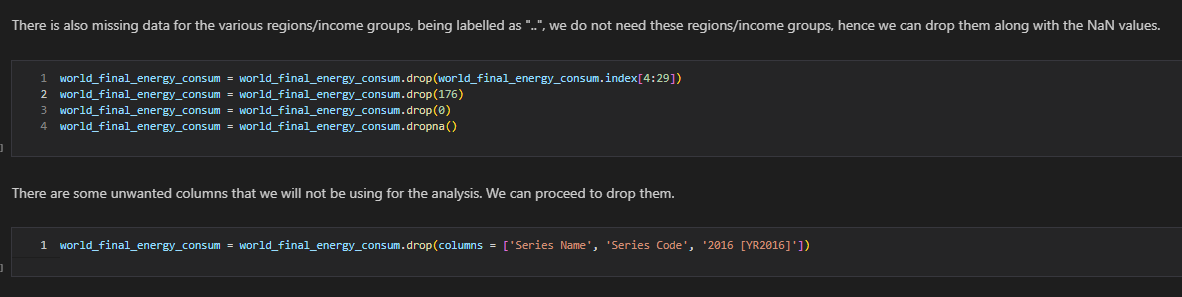 There is also missing data for the various regions/income groups, being labelled as "..", we do not need these regions/income groups, hence we can drop them along with the NaN values.
1 world_final_energy_consum = world_final_energy_consum.drop(world_final_energy_consum.index[4:29])
2 world_final_energy_consum = world_final_energy_consum.drop(176)
3 world_final_energy_consum = world_final_energy_consum.drop(0)
4 world_final_energy_consum = world_final_energy_consum.dropna()
]
There are some unwanted columns that we will not be using for the analysis. We can proceed to drop them.
1 world_final_energy_consum = world_final_energy_consum.drop(columns = ['Series Name', 'Series Code', '2016 [YR2016]'])
]